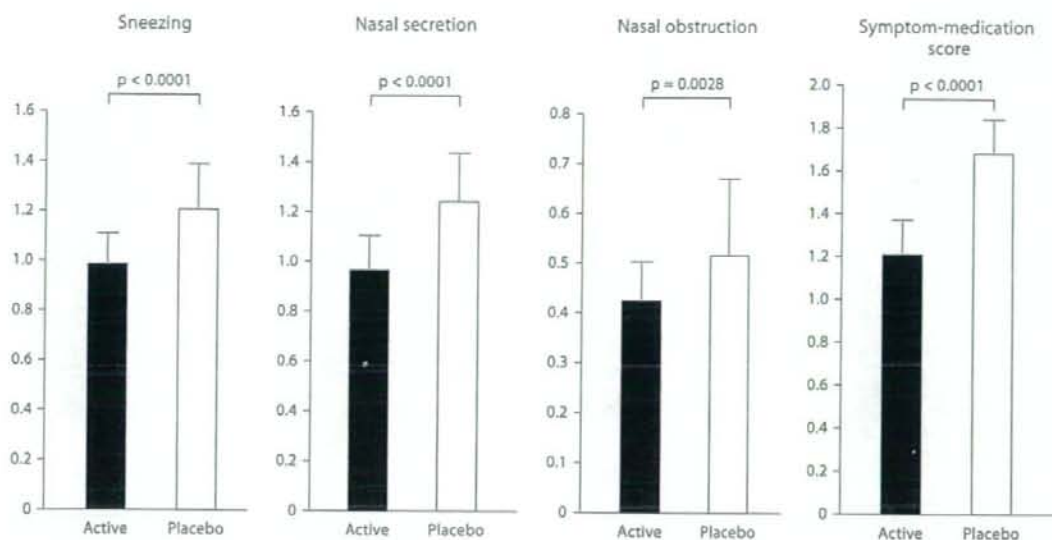 Sneezing
p < 0.0001
1.6
1.4
1.2
1.0
0.8
0.6
0.4
0.2
0
Active Placebo
Nasal secretion
p < 0.0001
1.6
1.4
1.2
1.0
0.8
0.6
0.4
0.2
0
Active Placebo
Nasal obstruction
p = 0.0028
0.8
0.7
0.6
0.5
0.4
0.3
0.2
0.1
0
Active Placebo
Symptom-medication
score
p < 0.0001
2.0
1.8
1.6
1.4
1.2
1.0
0.8
0.6
0.4
0.2
0
Active Placebo